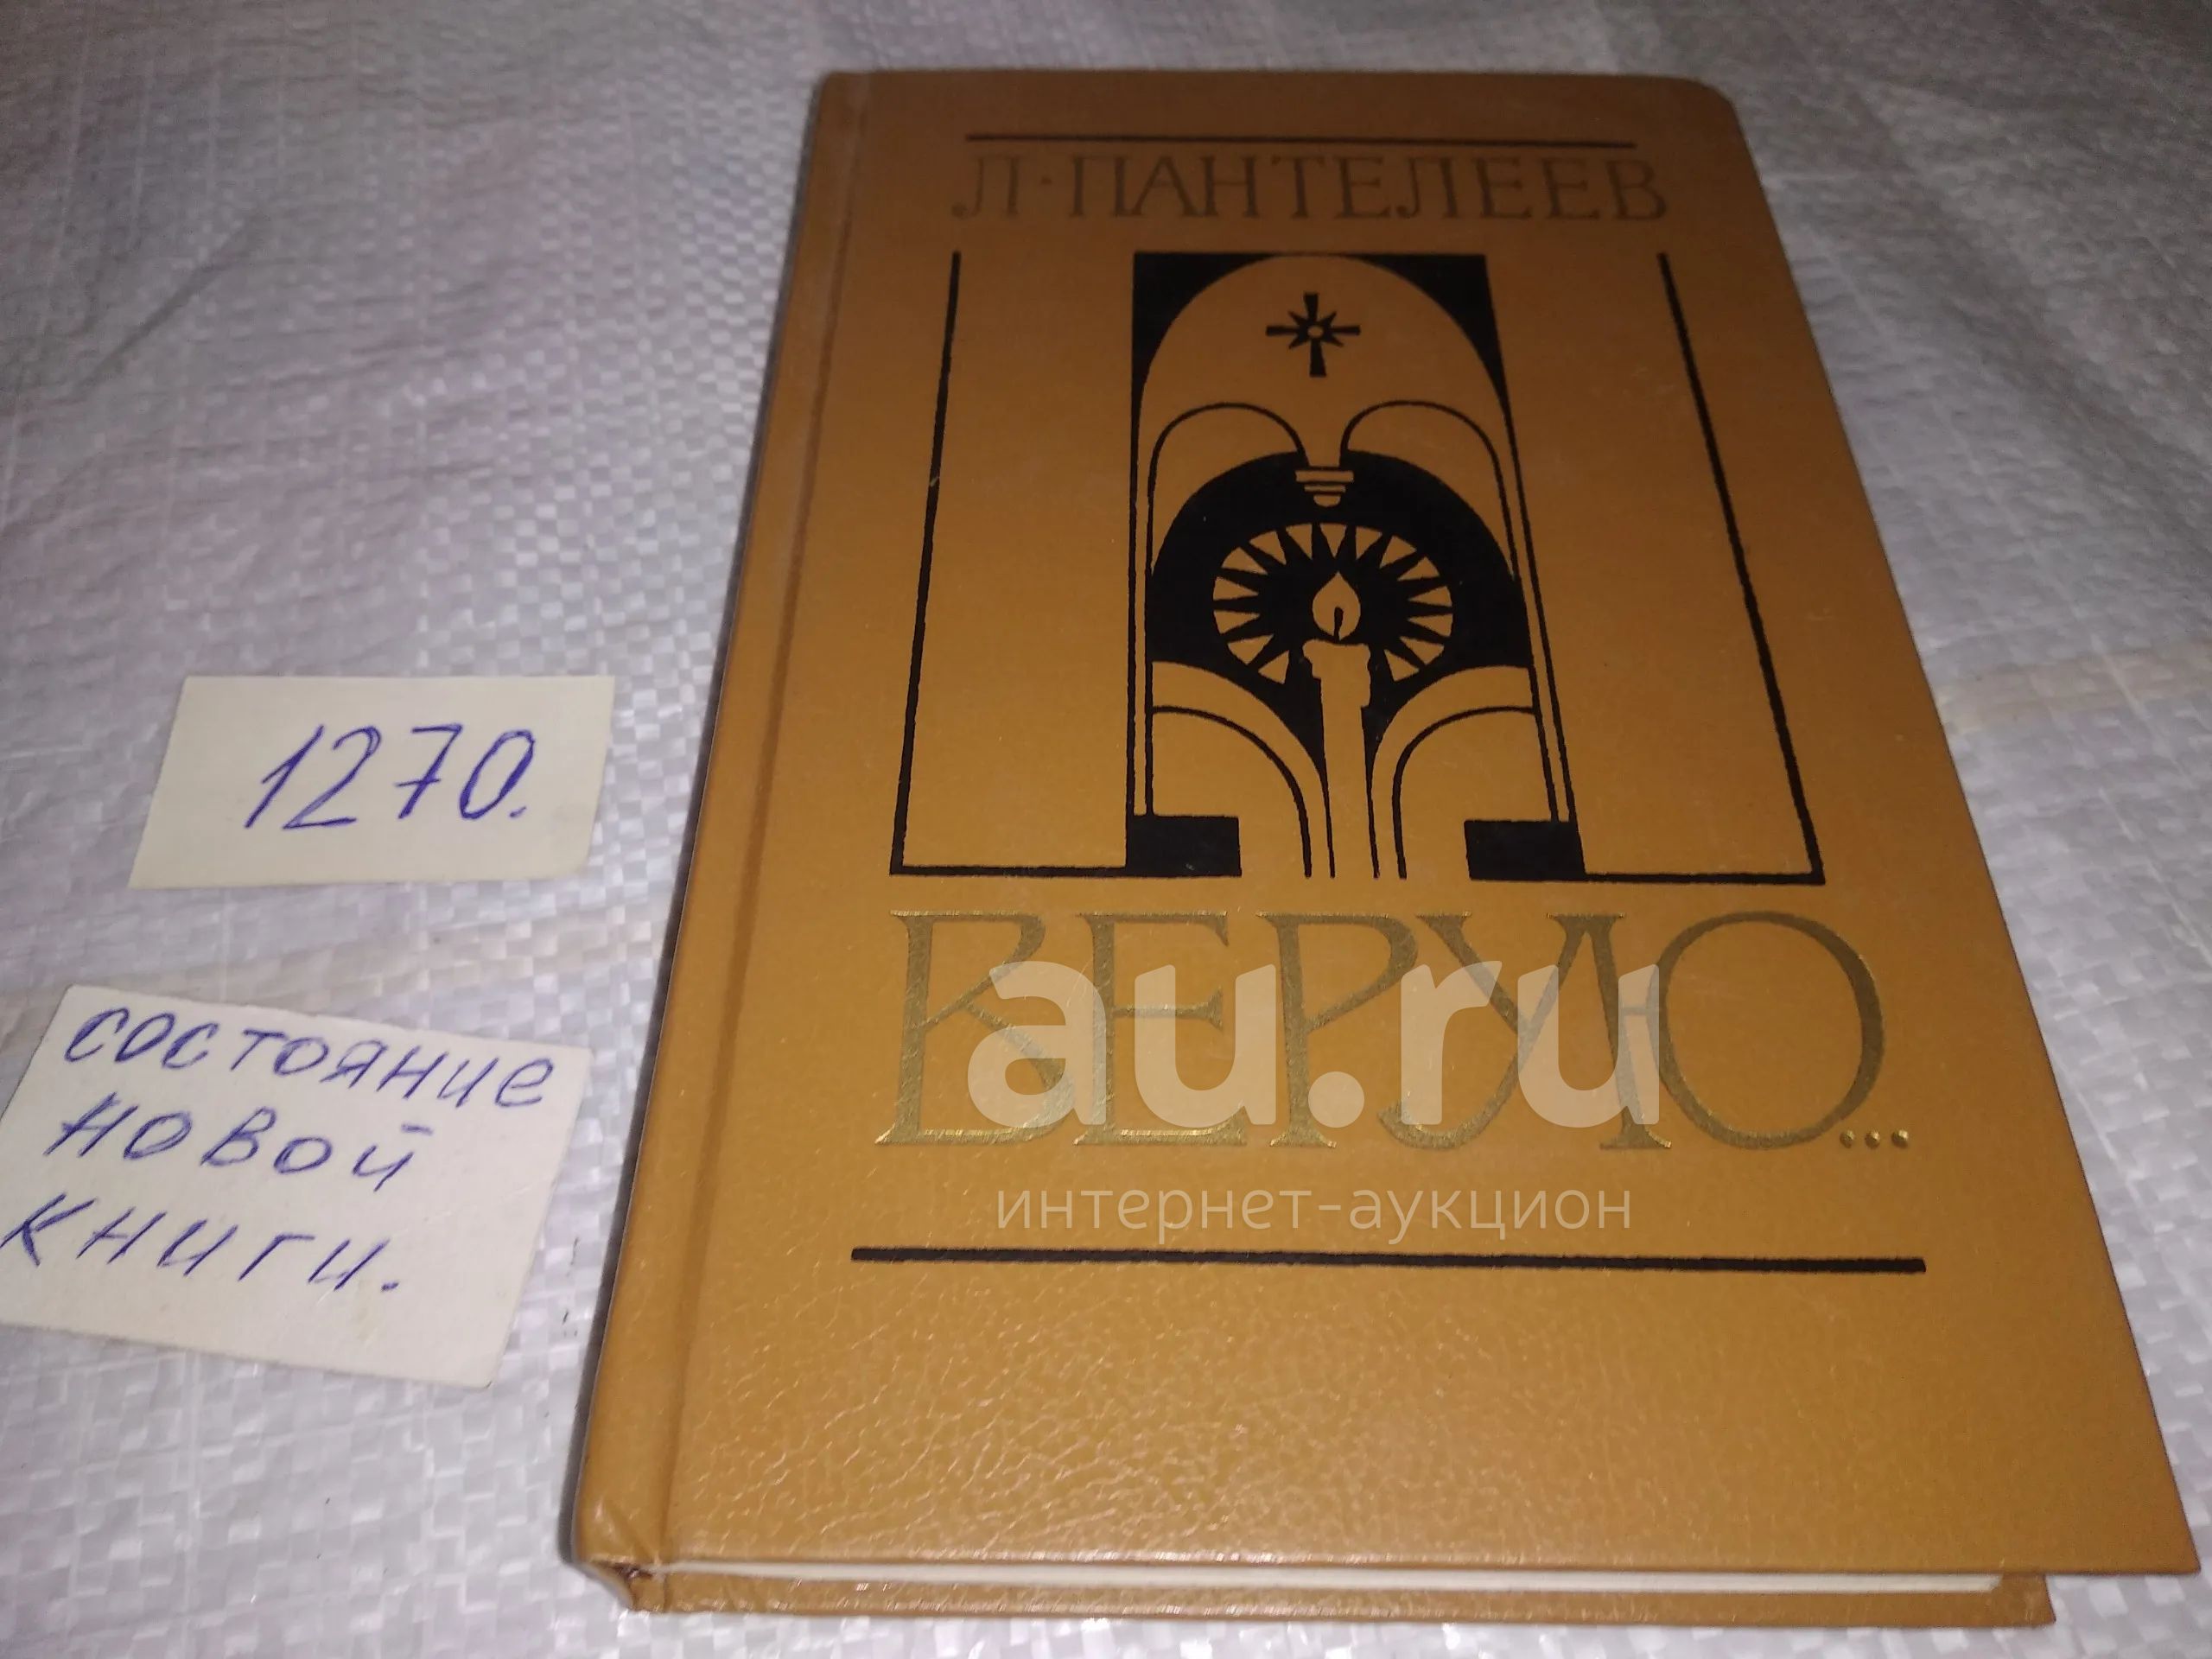 Л·ПАНТЕЛЕЕВ
ВЕРУЮ...
1270.
состояние
новой
книги.
au.ru
интернет-аукцион